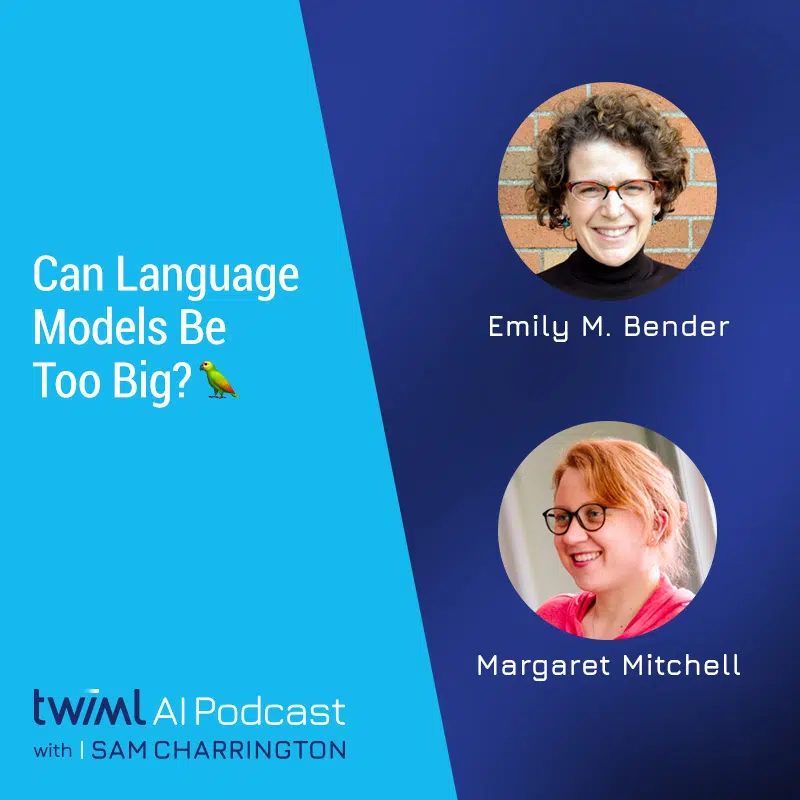 Can Language
Models Be
Too Big?🦜
Emily M. Bender
Margaret Mitchell
twiml AI Podcast
with | SAM CHARRINGTON